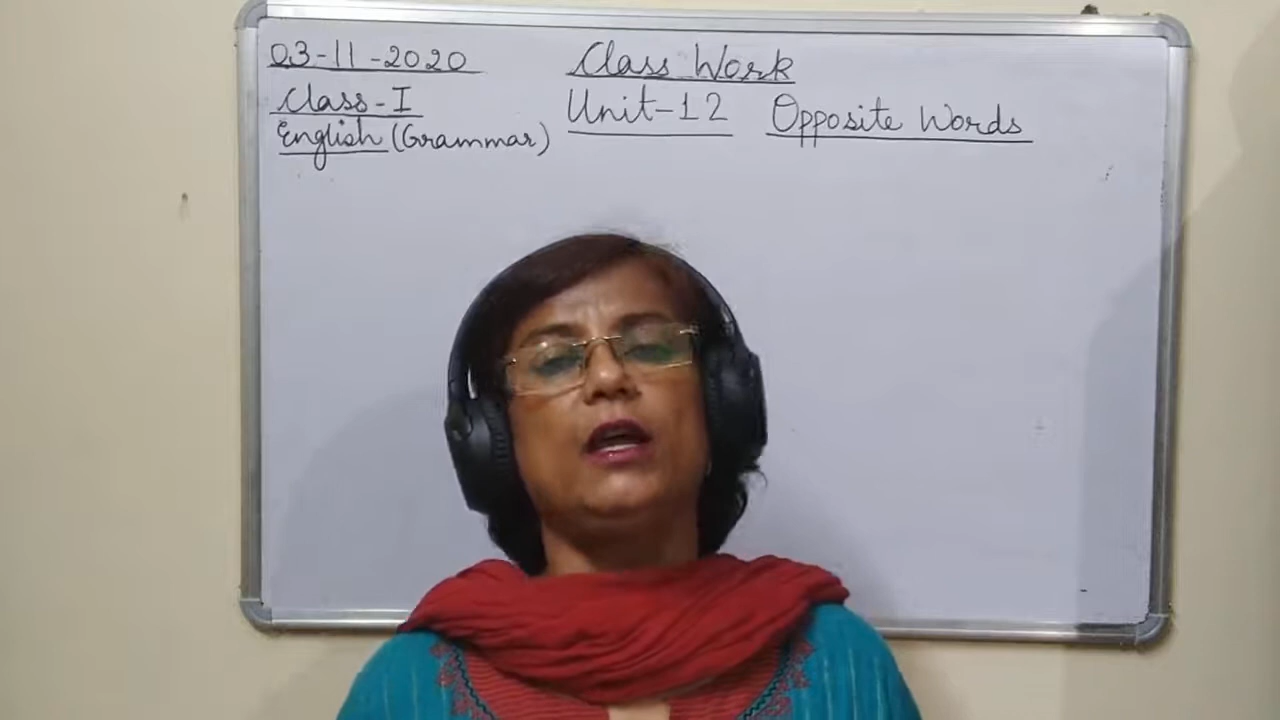 03-11-2020 Class Work
Class-I Unit-12 Opposite Words
English (Grammar)